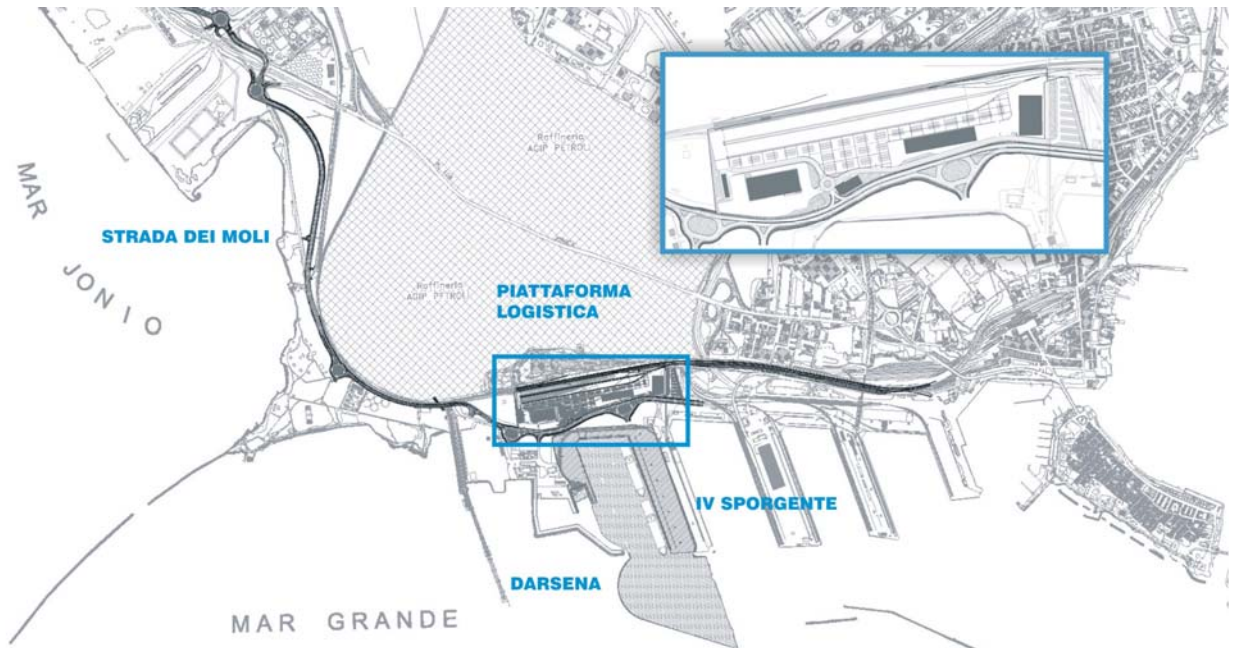 Raffineria
AGIP PETROLI
MAR
JONIO
STRADA DEI MOLI
Raffineria
AGIP PETROLI
PIATTAFORMA
LOGISTICA
IV SPORGENTE
DARSENA
MAR GRANDE